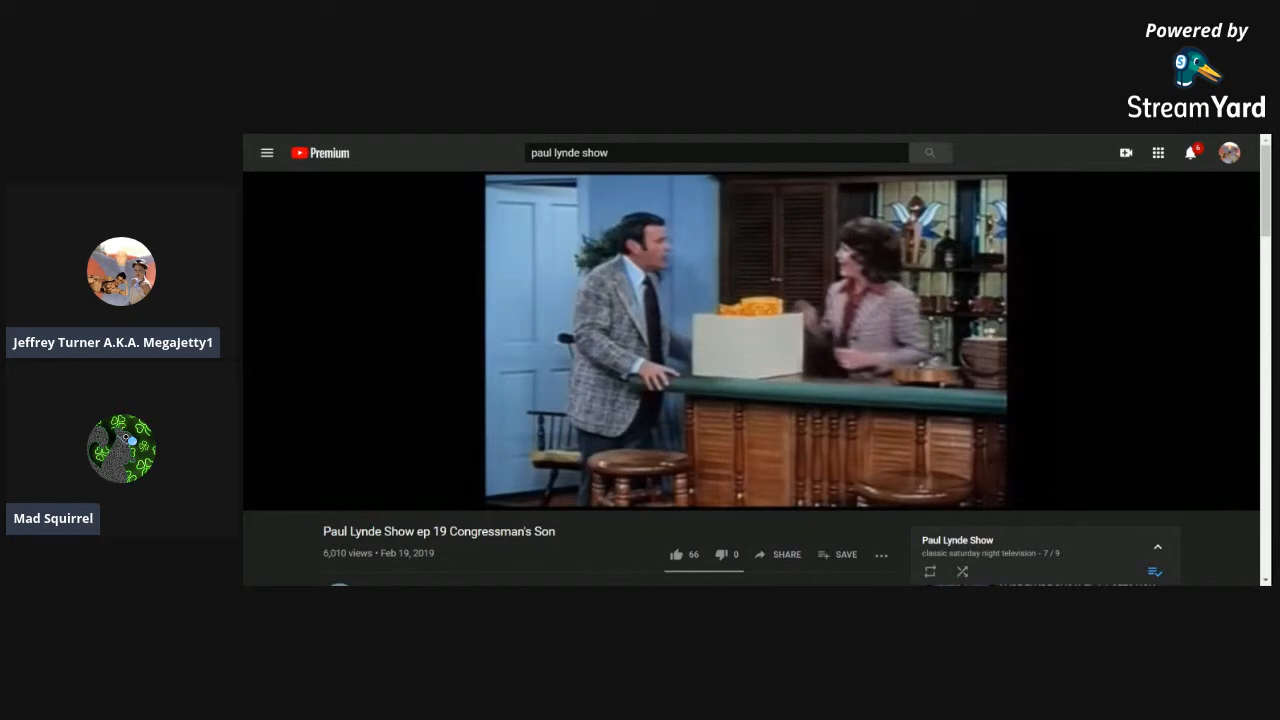 Powered by
StreamYard
Premium
paul lynde show
6
Jeffrey Turner A.K.A. MegaJetty1
Mad Squirrel
Paul Lynde Show ep 19 Congressman's Son
6,010 views • Feb 19, 2019
66
0
SHARE
SAVE
Paul Lynde Show
classic saturday night television - 7 / 9